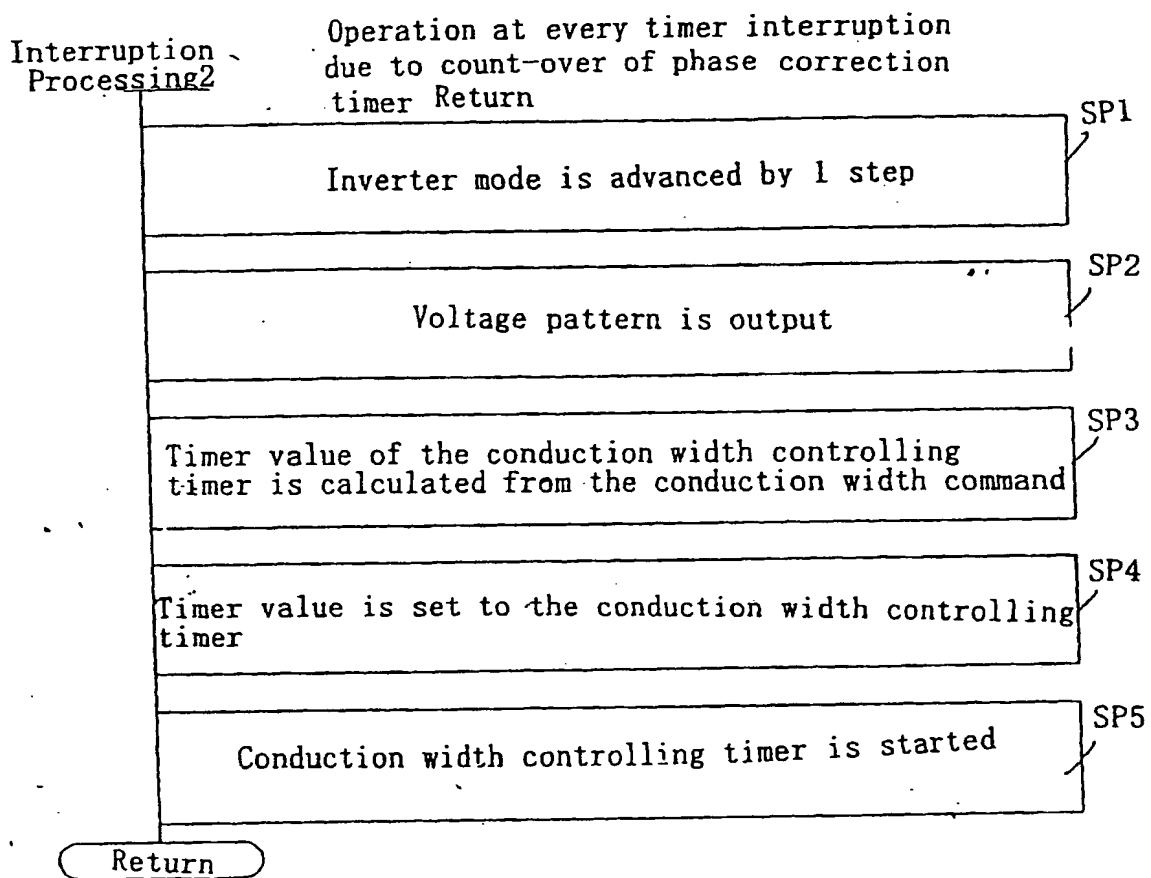 Interruption
Processing2
Operation at every timer interruption
due to count-over of phase correction
timer Return
SP1
Inverter mode is advanced by 1 step
SP2
Voltage pattern is output
SP3
Timer value of the conduction width controlling
timer is calculated from the conduction width command
SP4
Timer value is set to the conduction width controlling
timer
SP5
Conduction width controlling timer is started
Return